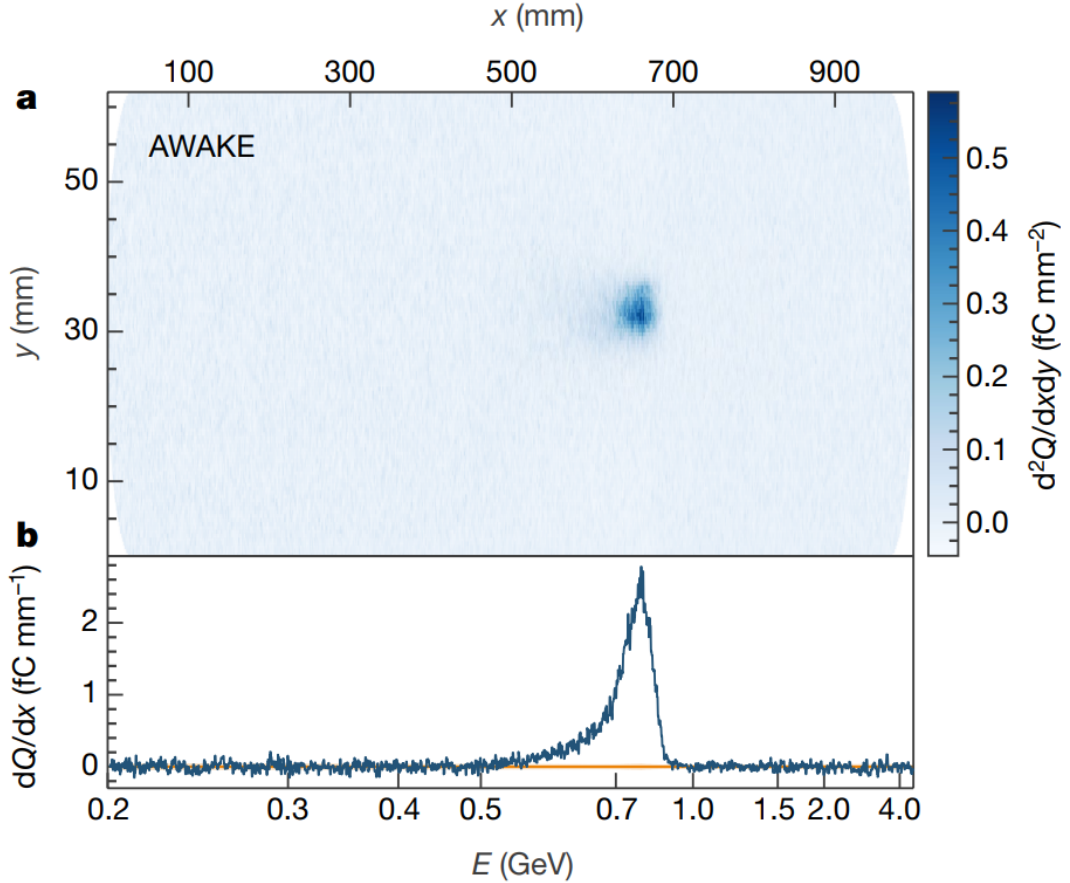 x (mm)
100 300 500 700 900
a
AWAKE
50
30
10
y (mm)
0.5
0.4
0.3
0.2
0.1
0.0
d²Q/dxdy (fC mm⁻²)
b
2
1
0
dQ/dx (fC mm⁻¹)
0.2 0.3 0.4 0.5 0.7 1.0 1.5 2.0 4.0
E (GeV)